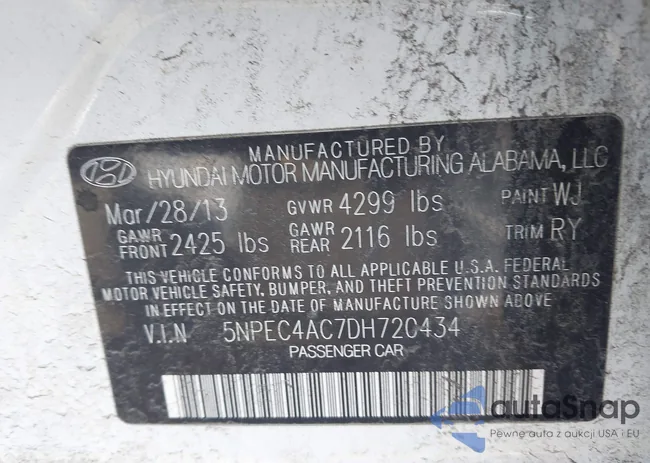 MANUFACTURED BY
HYUNDAI MOTOR MANUFACTURING ALABAMA, LLC
Mar/28/13 GVWR 4299 lbs PAINT WJ
GAWR FRONT 2425 lbs GAWR REAR 2116 lbs TRIM RY
THIS VEHICLE CONFORMS TO ALL APPLICABLE U.S.A. FEDERAL
MOTOR VEHICLE SAFETY, BUMPER, AND THEFT PREVENTION STANDARDS
IN EFFECT ON THE DATE OF MANUFACTURE SHOWN ABOVE
V.I.N 5NPEC4AC7DH720434
PASSENGER CAR
autaSnap
Pewne auta z aukcji USA i EU